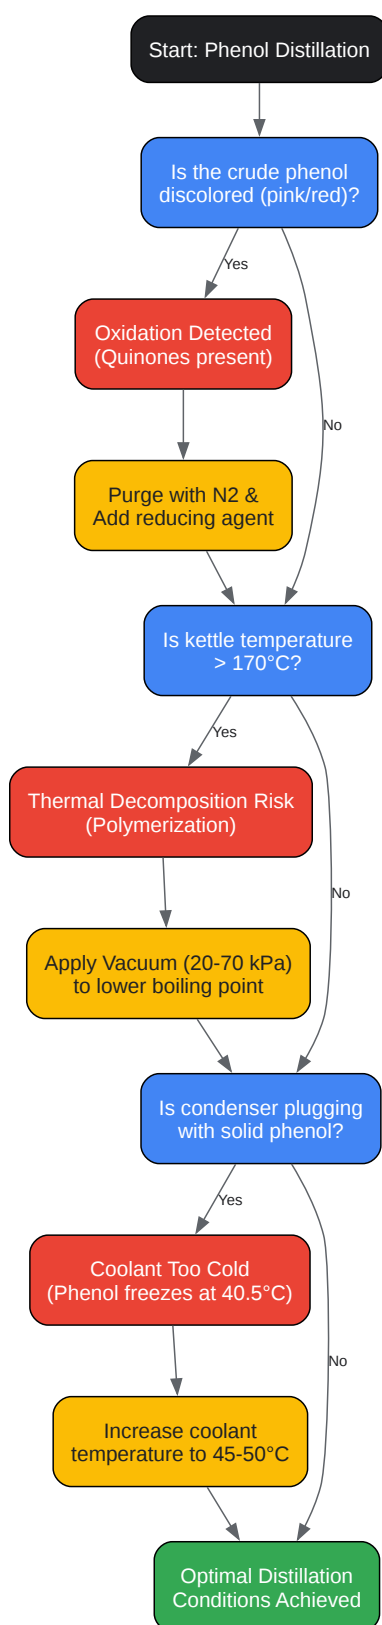 Start: Phenol Distillation
Is the crude phenol
discolored (pink/red)?
Yes
Oxidation Detected
(Quinones present)
No
Purge with N2 &
Add reducing agent
Is kettle temperature
> 170°C?
Yes
Thermal Decomposition Risk
(Polymerization)
No
Apply Vacuum (20-70 kPa)
to lower boiling point
Is condenser plugging
with solid phenol?
Yes
Coolant Too Cold
(Phenol freezes at 40.5°C)
No
Increase coolant
temperature to 45-50°C
Optimal Distillation
Conditions Achieved